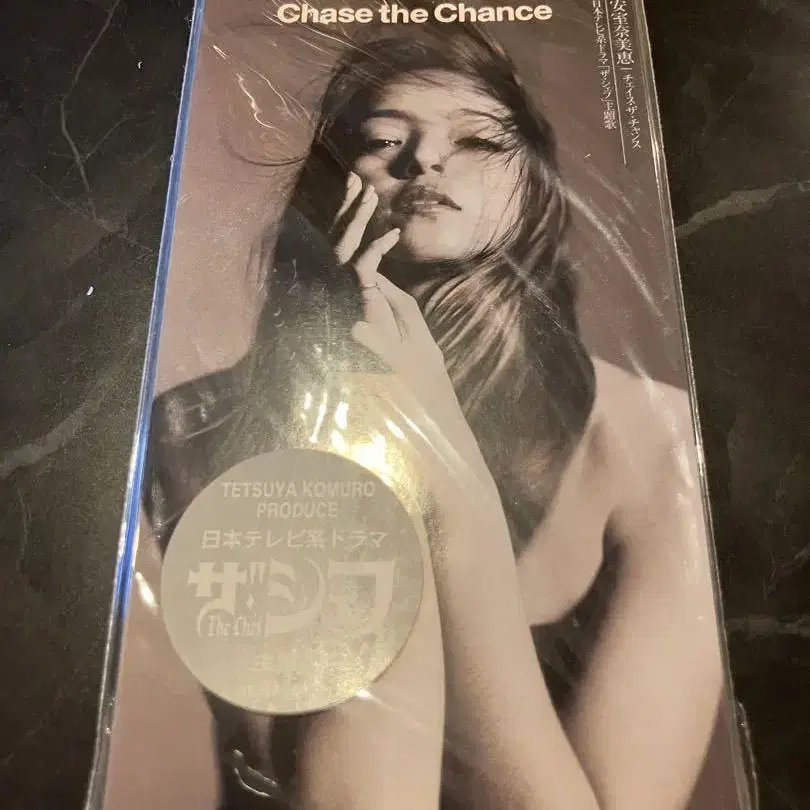 Chase the Chance
安室奈美恵
チェイス・ザ・チャンス
日本テレビ系ドラマ「ザ・シェフ」主題歌
TETSUYA KOMURO
PRODUCE
日本テレビ系ドラマ
ザ・シェフ
The Chef